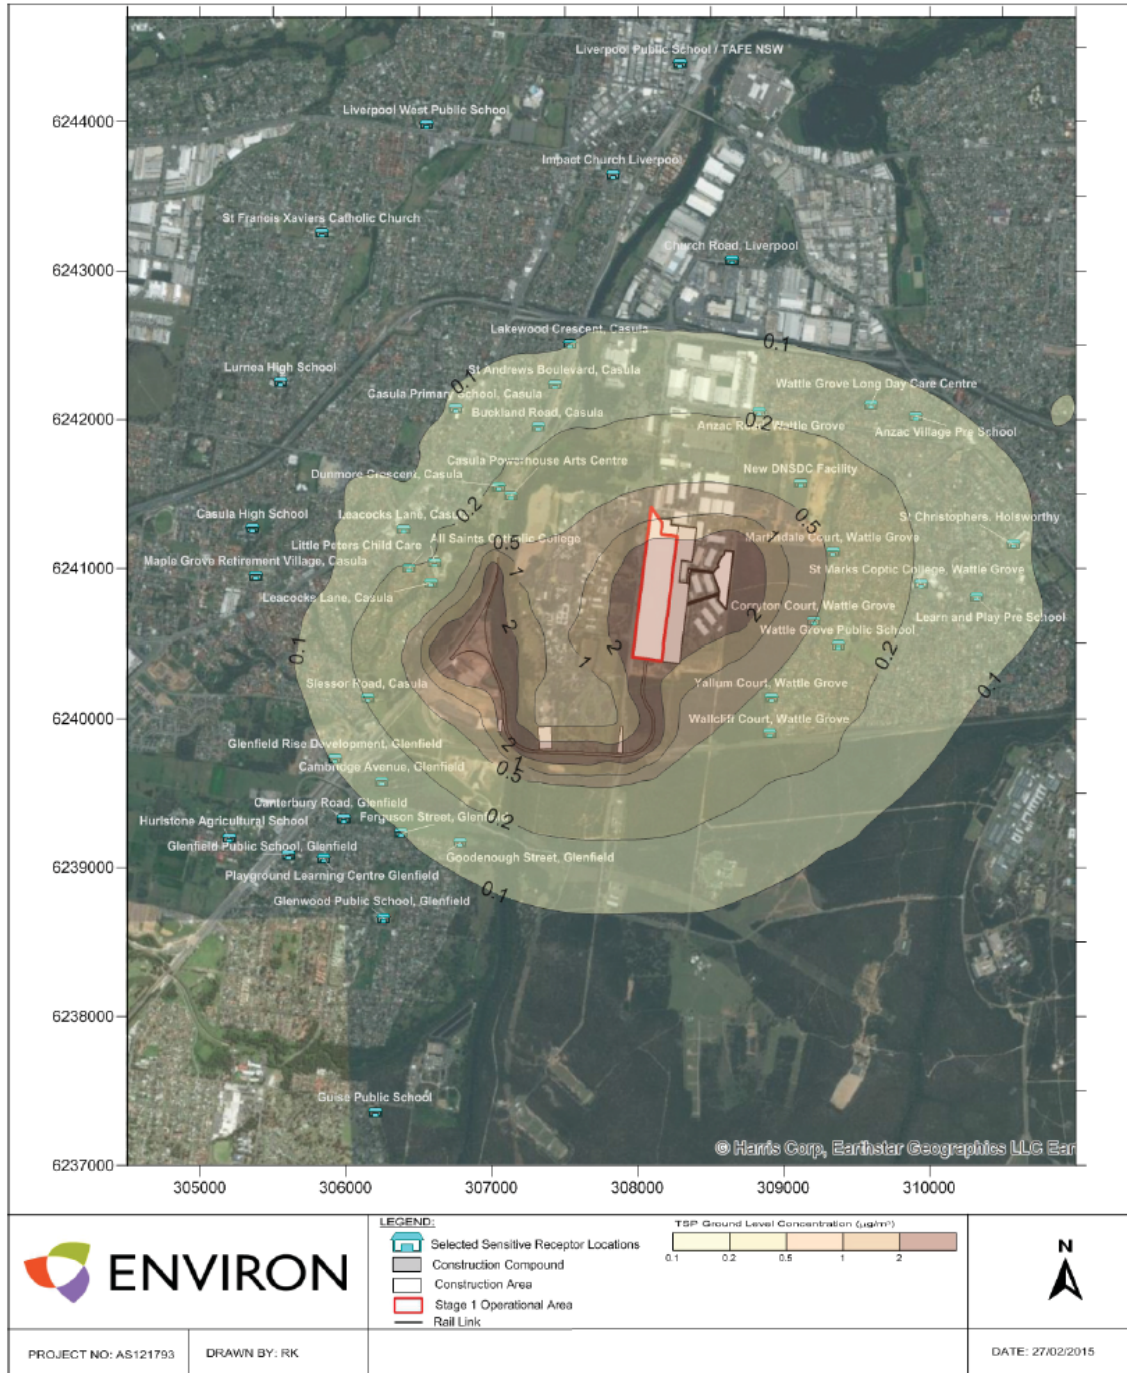 Liverpool Public School / TAFE NSW
6244000
Liverpool West Public School
Impact Church Liverpool
St Francis Xaviers Catholic Church
Church Road, Liverpool
6243000
Lakewood Crescent, Casula
0.1
Lurnea High School
0.1
St Andrews Boulevard, Casula
Wattle Grove Long Day Care Centre
Casula Primary School, Casula
6242000
Buckland Road, Casula
0.2
Anzac Road, Wattle Grove
Anzac Village Pre School
Casula Powerhouse Arts Centre
Dunmore Crescent, Casula
New DNSDC Facility
0.2
Casula High School
Leacocks Lane, Casula
0.5
St Christophers, Holsworthy
All Saints Catholic College
0.5
1
Martindale Court, Wattle Grove
Little Peters Child Care
Maple Grove Retirement Village, Casula
6241000
1
St Marks Coptic College, Wattle Grove
Leacocks Lane, Casula
Corryton Court, Wattle Grove
2
2
Learn and Play Pre School
Wattle Grove Public School
0.1
2
1
0.2
0.1
Slessor Road, Casula
Yallum Court, Wattle Grove
6240000
Wallcliff Court, Wattle Grove
Glenfield Rise Development, Glenfield
2
1
Cambridge Avenue, Glenfield
0.5
Canterbury Road, Glenfield
Ferguson Street, Glenfield
0.2
Hurlstone Agricultural School
Glenfield Public School, Glenfield
Goodenough Street, Glenfield
6239000
Playground Learning Centre Glenfield
0.1
Glenwood Public School, Glenfield
6238000
Guise Public School
© Harris Corp, Earthstar Geographics LLC Ear
6237000
305000 306000 307000 308000 309000 310000
ENVIRON
LEGEND:
Selected Sensitive Receptor Locations
Construction Compound
Construction Area
Stage 1 Operational Area
Rail Link
TSP Ground Level Concentration (µg/m³)
0.1 0.2 0.5 1 2
N
PROJECT NO: AS121793
DRAWN BY: RK
DATE: 27/02/2015